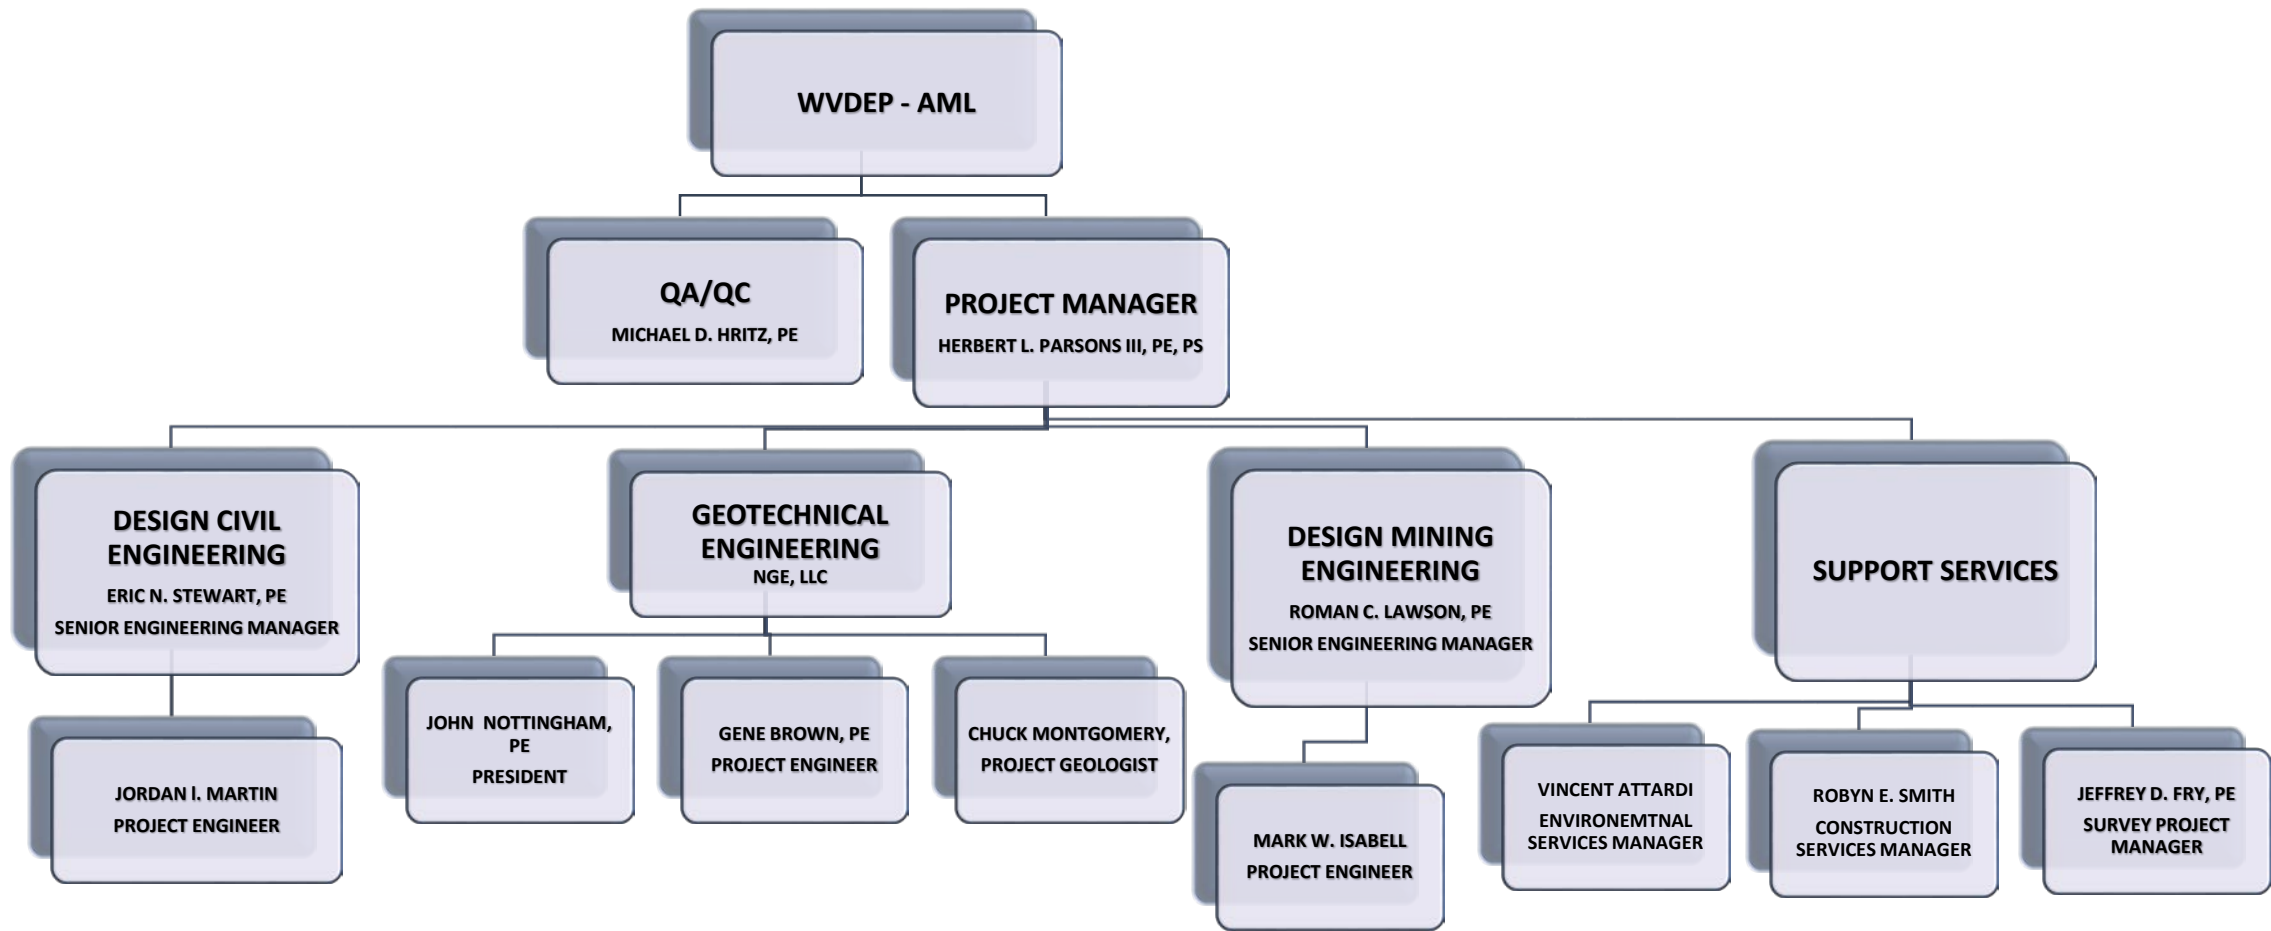 WVDEP - AML
QA/QC
MICHAEL D. HRITZ, PE
PROJECT MANAGER
HERBERT L. PARSONS III, PE, PS
DESIGN CIVIL
ENGINEERING
ERIC N. STEWART, PE
SENIOR ENGINEERING MANAGER
GEOTECHNICAL
ENGINEERING
NGE, LLC
DESIGN MINING
ENGINEERING
ROMAN C. LAWSON, PE
SENIOR ENGINEERING MANAGER
SUPPORT SERVICES
JORDAN l. MARTIN
PROJECT ENGINEER
JOHN  NOTTINGHAM,
PE
PRESIDENT
GENE BROWN, PE
PROJECT ENGINEER
CHUCK MONTGOMERY,
PROJECT GEOLOGIST
MARK W. ISABELL
PROJECT ENGINEER
VINCENT ATTARDI
ENVIRONEMTNAL
SERVICES MANAGER
ROBYN E. SMITH
CONSTRUCTION
SERVICES MANAGER
JEFFREY D. FRY, PE
SURVEY PROJECT
MANAGER